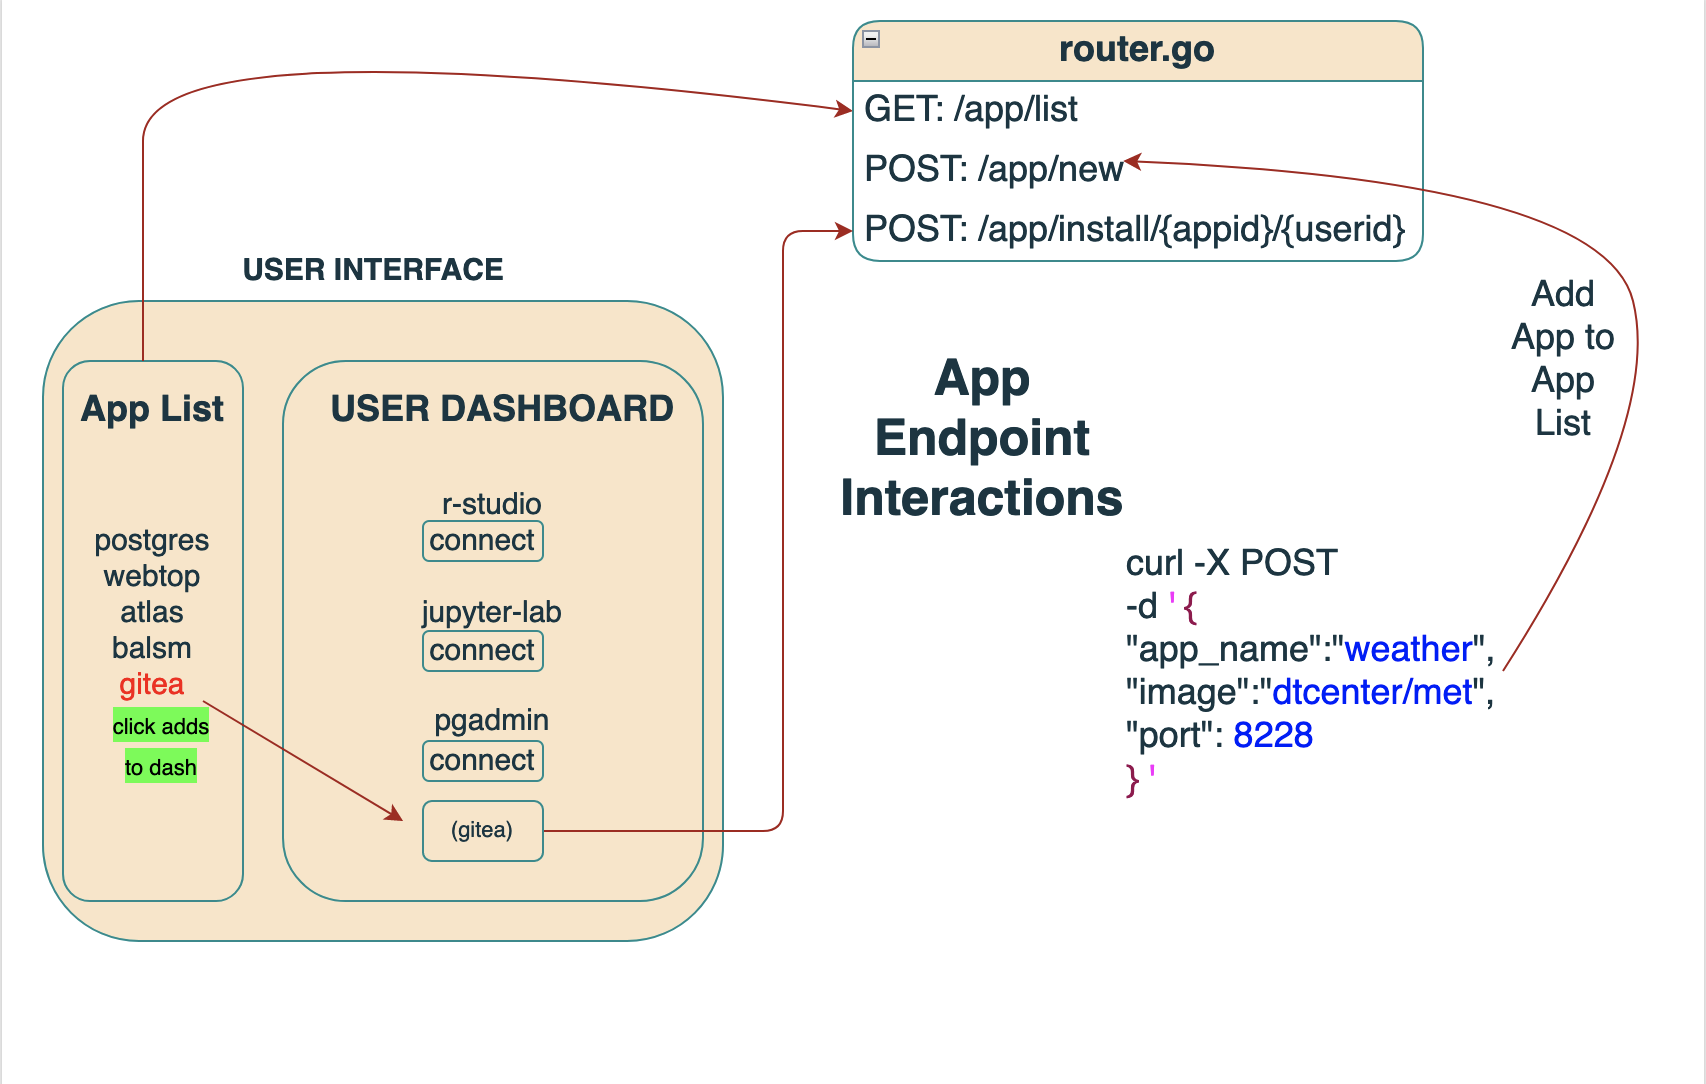 router.go
GET: /app/list
POST: /app/new
POST: /app/install/{appid}/{userid}
USER INTERFACE
App List
postgres
webtop
atlas
balsm
gitea
click adds
to dash
USER DASHBOARD
r-studio
connect
jupyter-lab
connect
pgadmin
connect
(gitea)
App
Endpoint
Interactions
Add
App to
App
List
curl -X POST
-d '{
"app_name":"weather",
"image":"dtcenter/met",
"port": 8228
}'